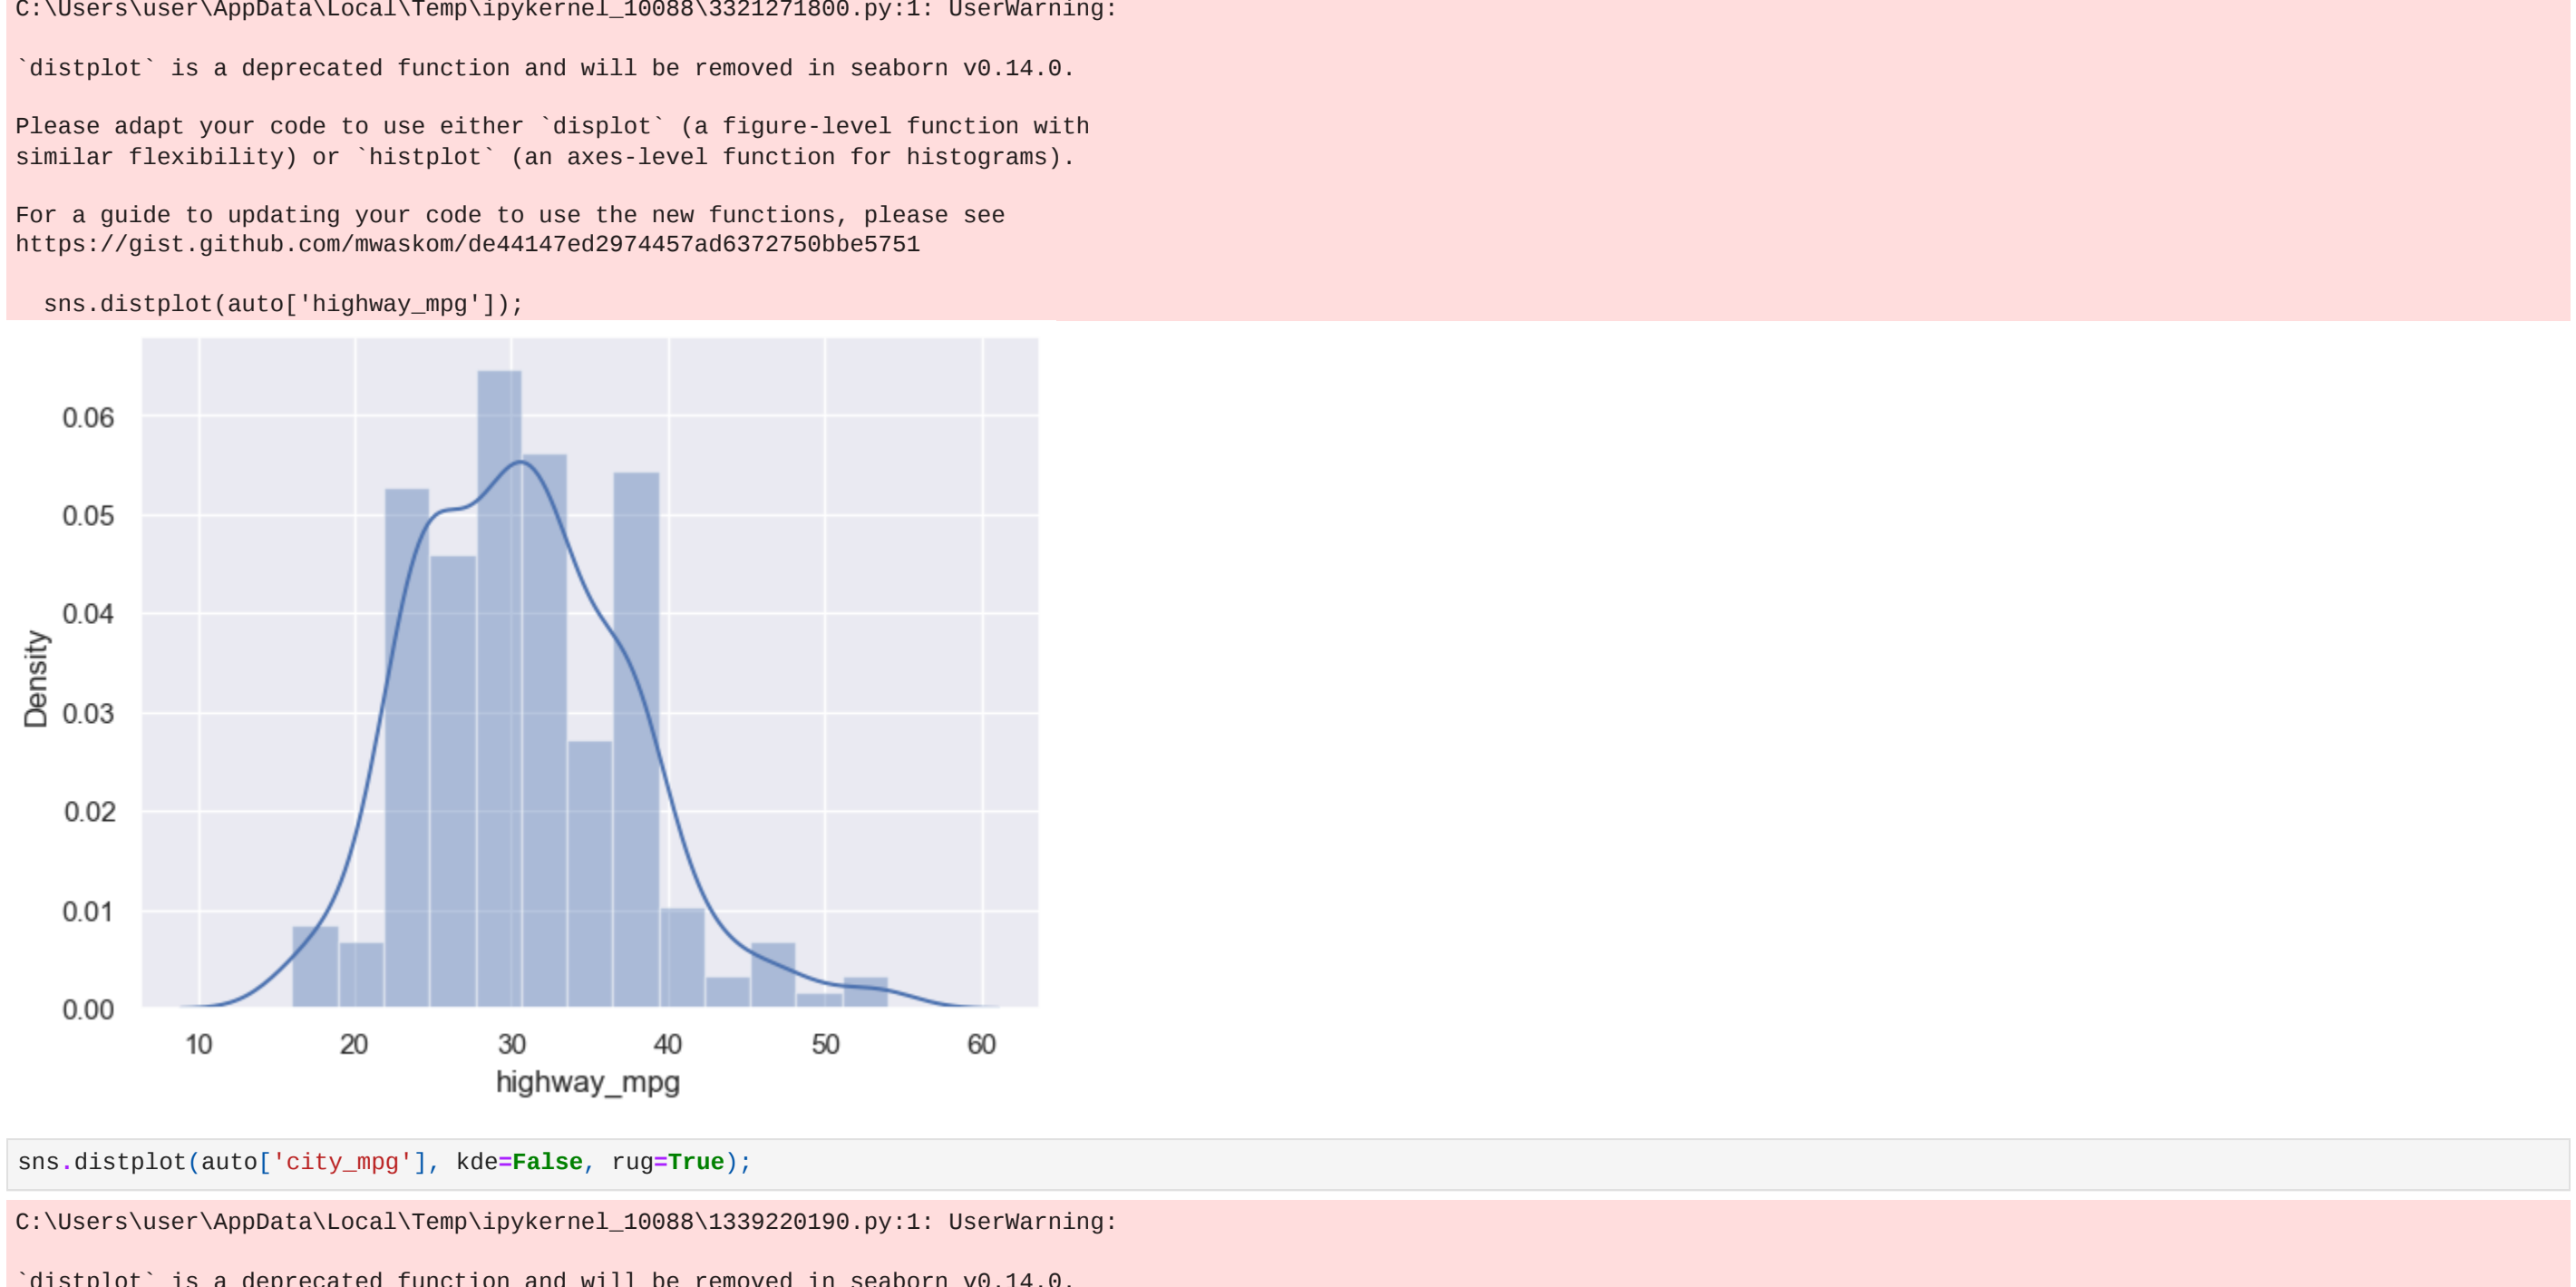 C:\Users\user\AppData\Local\Temp\ipykernel_10088\3321271800.py:1: UserWarning:
`distplot` is a deprecated function and will be removed in seaborn v0.14.0.
Please adapt your code to use either `displot` (a figure-level function with
similar flexibility) or `histplot` (an axes-level function for histograms).
For a guide to updating your code to use the new functions, please see
https://gist.github.com/mwaskom/de44147ed2974457ad6372750bbe5751
sns.distplot(auto['highway_mpg']);
0.06
0.05
0.04
0.03
0.02
0.01
0.00
Density
10 20 30 40 50 60
highway_mpg
sns.distplot(auto['city_mpg'], kde=False, rug=True);
C:\Users\user\AppData\Local\Temp\ipykernel_10088\1339220190.py:1: UserWarning:
`distplot` is a deprecated function and will be removed in seaborn v0.14.0.